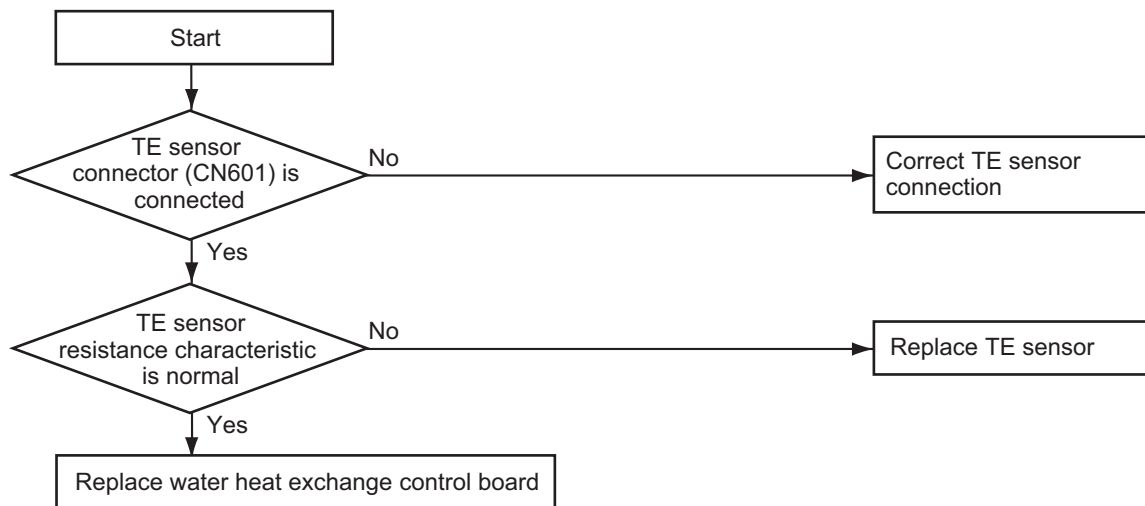 Start
TE sensor
connector (CN601) is
connected
No
Correct TE sensor
connection
Yes
TE sensor
resistance characteristic
is normal
No
Replace TE sensor
Yes
Replace water heat exchange control board